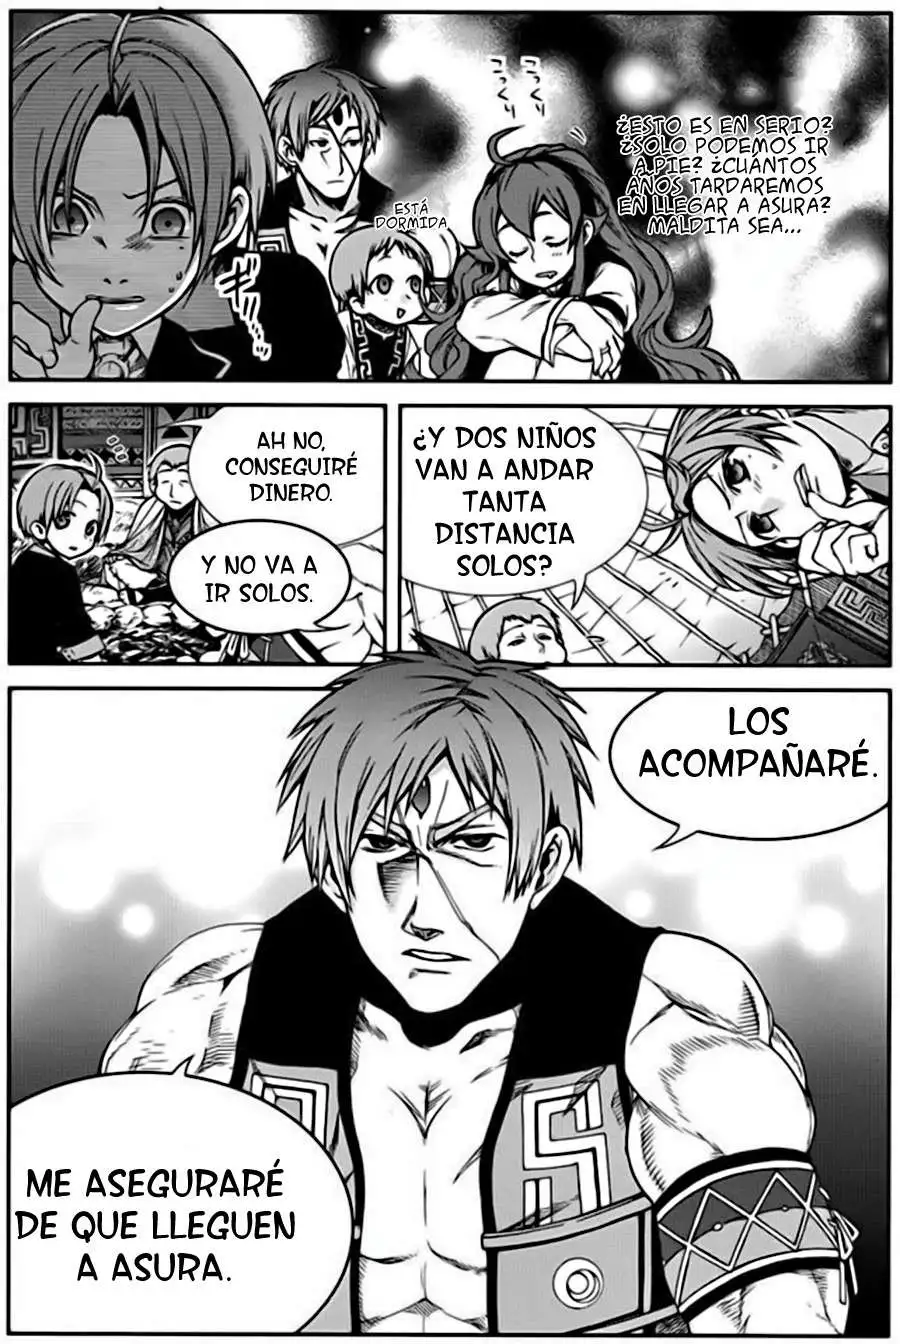 ¿ESTO ES EN SERIO?
¿SOLO PODEMOS IR
A PIE? ¿CUÁNTOS
AÑOS TARDAREMOS
EN LLEGAR A ASURA?
MALDITA SEA...
ESTÁ
DORMIDA
¿Y DOS NIÑOS
VAN A ANDAR
TANTA
DISTANCIA
SOLOS?
AH NO,
CONSEGUIRÉ
DINERO.
Y NO VA A
IR SOLOS.
LOS
ACOMPAÑARÉ.
ME ASEGURARÉ
DE QUE LLEGUEN
A ASURA.